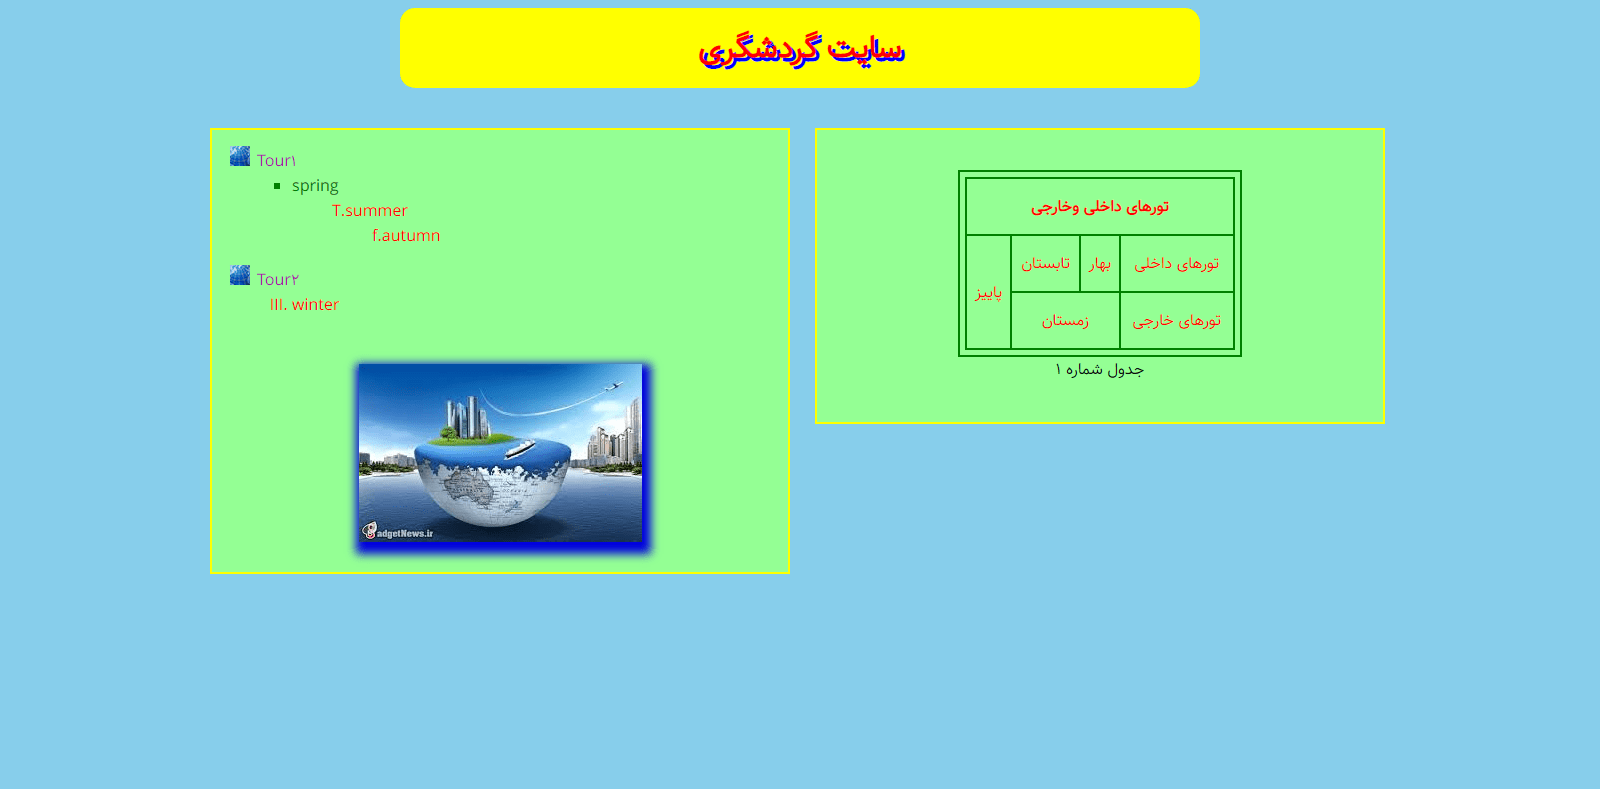 سایت گردشگری
Tour۱
▪ spring
T.summer
f.autumn
Tour۲
III. winter
adgetNews.ir
تورهای داخلی وخارجی
تورهای داخلی بهار تابستان پاییز
تورهای خارجی زمستان
جدول شماره ۱